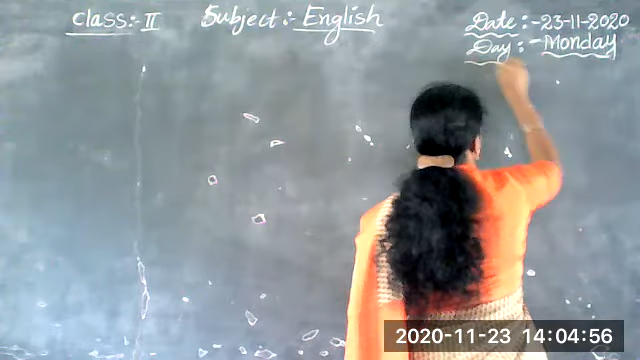 Class:- II Subject:- English Date:-23-11-2020
Day:-Monday
2020-11-23 14:04:56